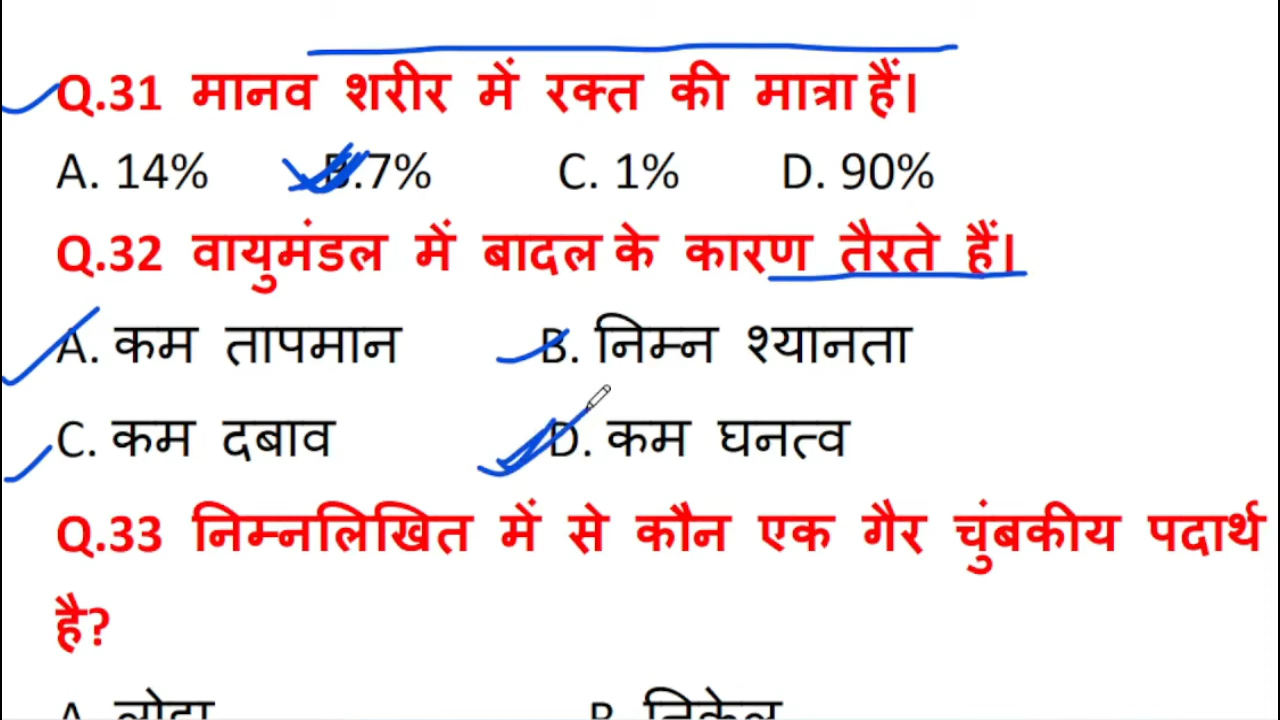 Q.31 मानव शरीर में रक्त की मात्रा हैं।
A. 14% B.7% C. 1% D. 90%
Q.32 वायुमंडल में बादल के कारण तैरते हैं।
A. कम तापमान B. निम्न श्यानता
C. कम दबाव D. कम घनत्व
Q.33 निम्नलिखित में से कौन एक गैर चुंबकीय पदार्थ
है?
A. लोहा B. निकेल